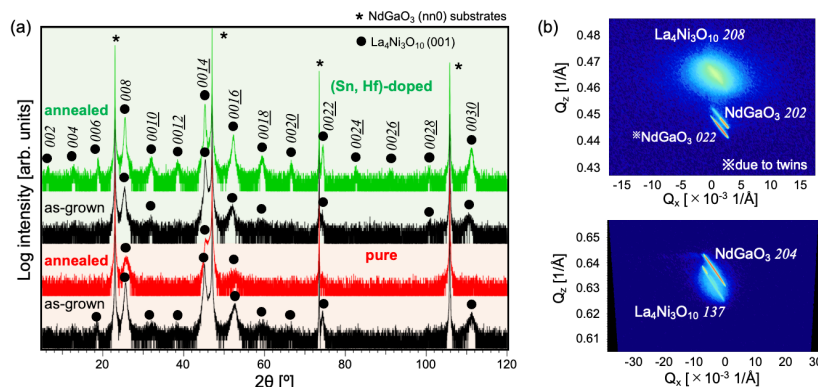 (a)
* NdGaO3 (nn0) substrates
● La4Ni3O10 (001)
Log intensity [arb. units]
annealed
(Sn, Hf)-doped
as-grown
annealed
pure
as-grown
002
004
006
008
0010
0012
0014
0016
0018
0020
0022
0024
0026
0028
0030
20
40
60
80
100
120
2θ [º]
(b)
Qz [1/Å]
0.48
0.47
0.46
0.45
0.44
0.43
La4Ni3O10 208
NdGaO3 202
※NdGaO3 022
※due to twins
-15
-10
-5
0
5
10
15
Qx [×10-3 1/Å]
Qz [1/Å]
0.65
0.64
0.63
0.62
0.61
NdGaO3 204
La4Ni3O10 137
-30
-20
-10
0
10
20
30
Qx [×10-3 1/Å]